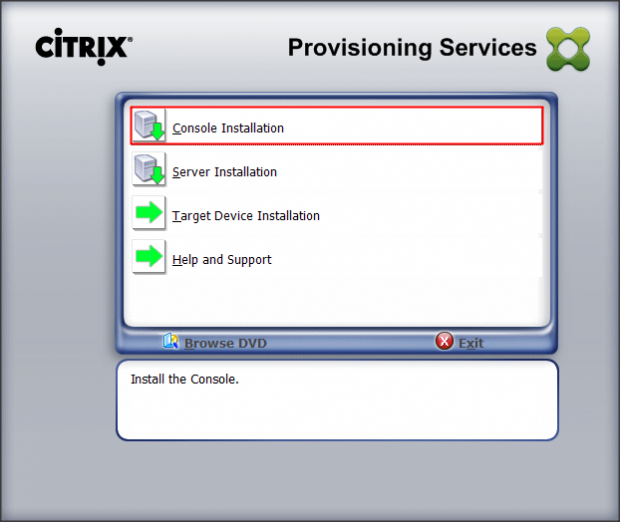 CITRIX®
Provisioning Services
Console Installation
Server Installation
Target Device Installation
Help and Support
Browse DVD
Exit
Install the Console.